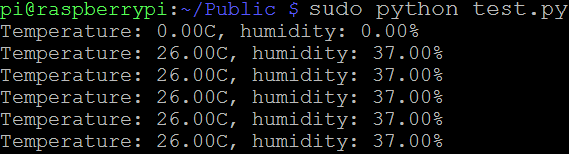 pi@raspberrypi:~/Public $ sudo python test.py
Temperature: 0.00C, humidity: 0.00%
Temperature: 26.00C, humidity: 37.00%
Temperature: 26.00C, humidity: 37.00%
Temperature: 26.00C, humidity: 37.00%
Temperature: 26.00C, humidity: 37.00%
Temperature: 26.00C, humidity: 37.00%